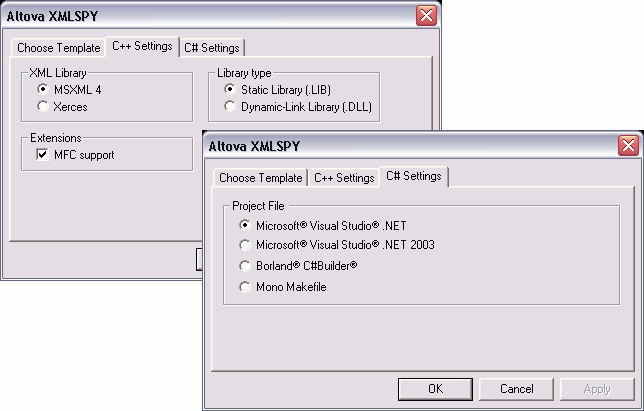 Altova XMLSPY
Choose Template C++ Settings C# Settings
XML Library
MSXML 4
Xerces
Library type
Static Library (.LIB)
Dynamic-Link Library (.DLL)
Extensions
MFC support
Altova XMLSPY
Choose Template C++ Settings C# Settings
Project File
Microsoft® Visual Studio® .NET
Microsoft® Visual Studio® .NET 2003
Borland® C#Builder®
Mono Makefile
OK Cancel Apply